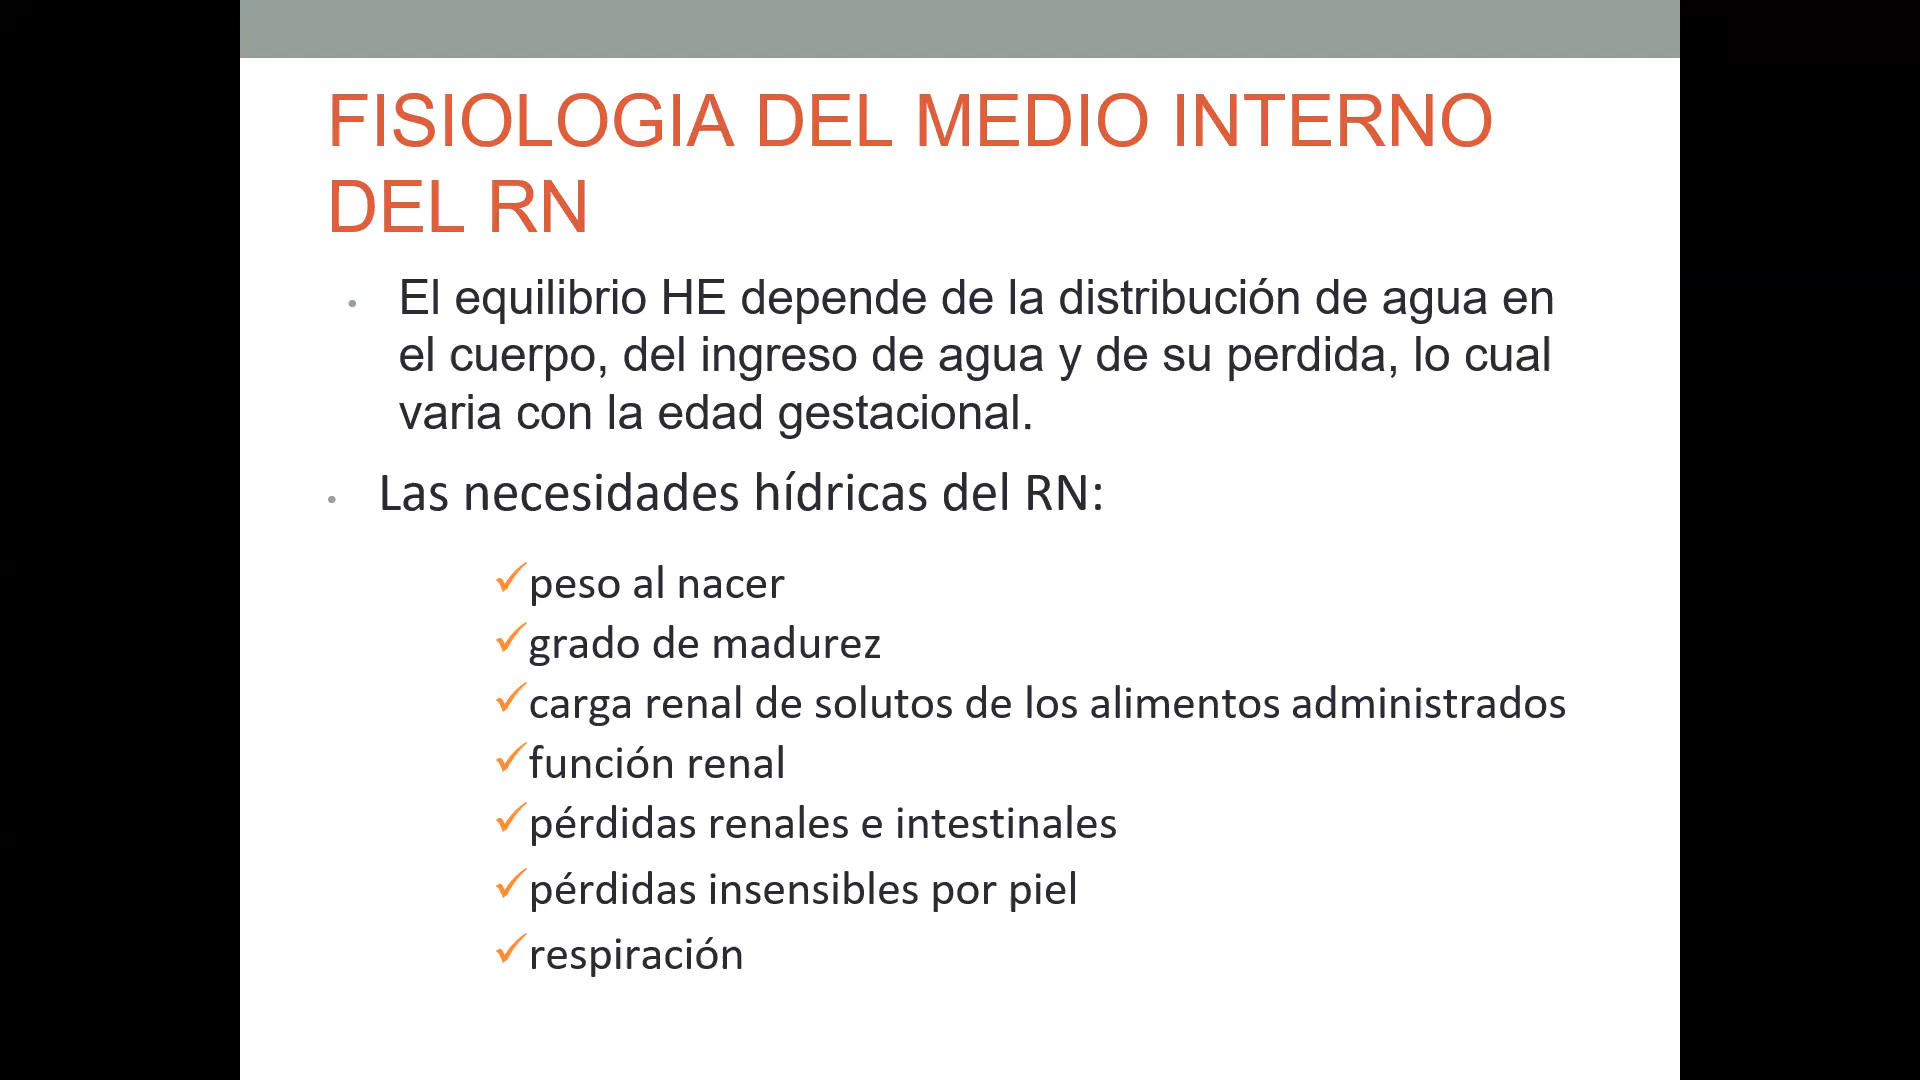 FISIOLOGIA DEL MEDIO INTERNO
DEL RN
• El equilibrio HE depende de la distribución de agua en
el cuerpo, del ingreso de agua y de su perdida, lo cual
varia con la edad gestacional.
• Las necesidades hídricas del RN:
✓peso al nacer
✓grado de madurez
✓carga renal de solutos de los alimentos administrados
✓función renal
✓pérdidas renales e intestinales
✓pérdidas insensibles por piel
✓respiración